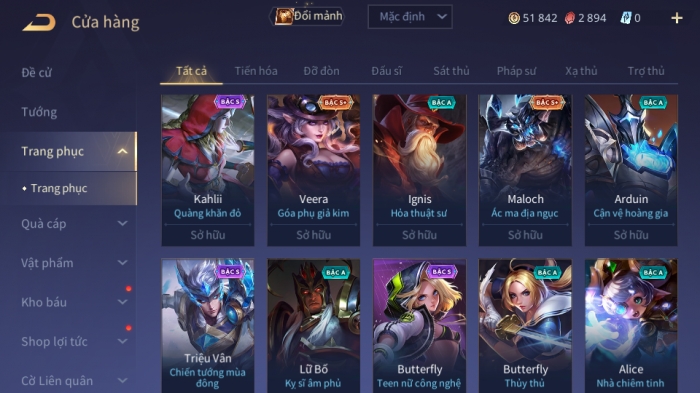 Cửa hàng
Đổi mảnh
Mặc định
51 842
2 894
0
Đề cử
Tướng
Trang phục
Trang phục
Quà cáp
Vật phẩm
Kho báu
Shop lợi tức
Cờ Liên quân
Tất cả Tiến hóa Đỡ đòn Đấu sĩ Sát thủ Pháp sư Xạ thủ Trợ thủ
BẬC S
Kahlii
Quàng khăn đỏ
Sở hữu
BẬC S+
Veera
Góa phụ giả kim
Sở hữu
BẬC A
Ignis
Hỏa thuật sư
Sở hữu
BẬC S+
Maloch
Ác ma địa ngục
Sở hữu
BẬC A
Arduin
Cận vệ hoàng gia
Sở hữu
BẬC S
Triệu Vân
Chiến tướng mùa
đông
BẬC A
Lữ Bố
Kỵ sĩ âm phủ
BẬC S
Butterfly
Teen nữ công nghệ
BẬC A
Butterfly
Thủy thủ
BẬC A
Alice
Nhà chiêm tinh